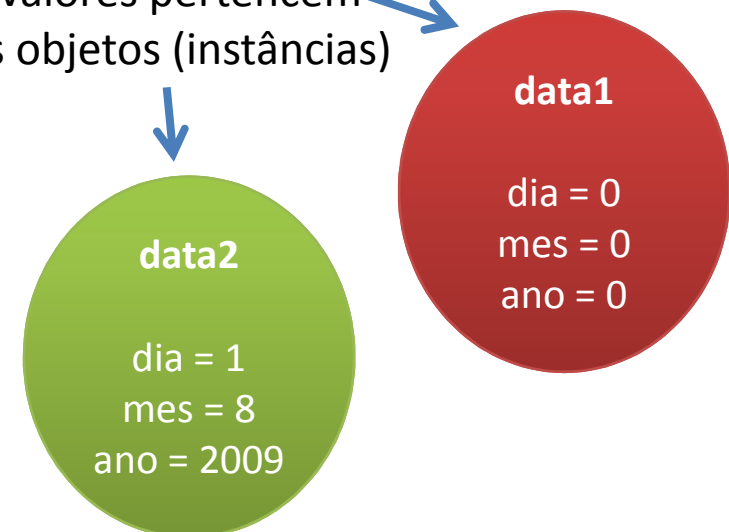 valores pertencem
s objetos (instâncias)
data1
dia = 0
mes = 0
ano = 0
data2
dia = 1
mes = 8
ano = 2009